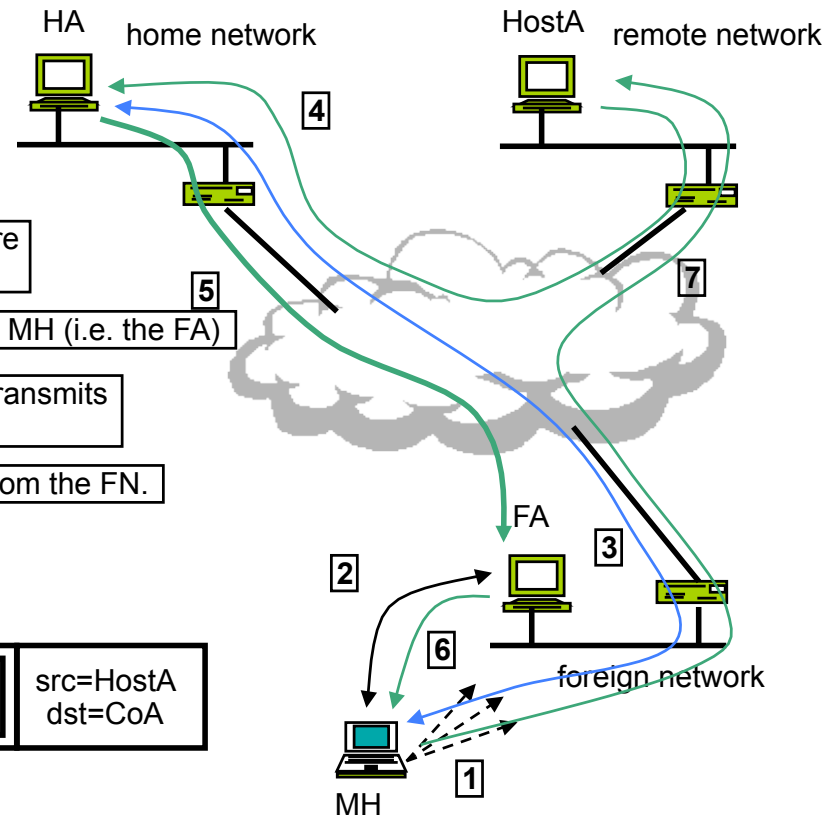 HA
home network
HostA
remote network
4
re
5
7
MH (i.e. the FA)
ransmits
om the FN.
FA
3
2
6
foreign network
src=HostA
dst=CoA
1
MH